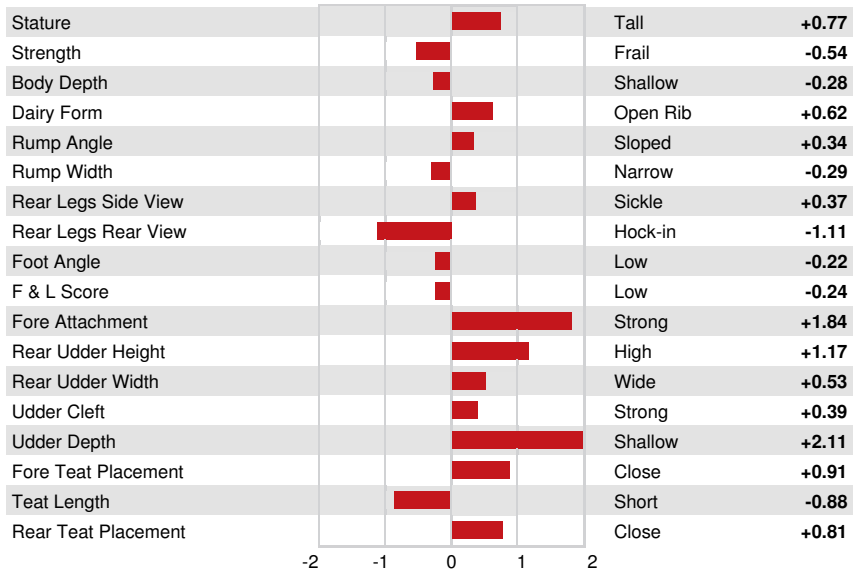 Stature Tall +0.77
Strength Frail -0.54
Body Depth Shallow -0.28
Dairy Form Open Rib +0.62
Rump Angle Sloped +0.34
Rump Width Narrow -0.29
Rear Legs Side View Sickle +0.37
Rear Legs Rear View Hock-in -1.11
Foot Angle Low -0.22
F & L Score Low -0.24
Fore Attachment Strong +1.84
Rear Udder Height High +1.17
Rear Udder Width Wide +0.53
Udder Cleft Strong +0.39
Udder Depth Shallow +2.11
Fore Teat Placement Close +0.91
Teat Length Short -0.88
Rear Teat Placement Close +0.81
-2 -1 0 1 2